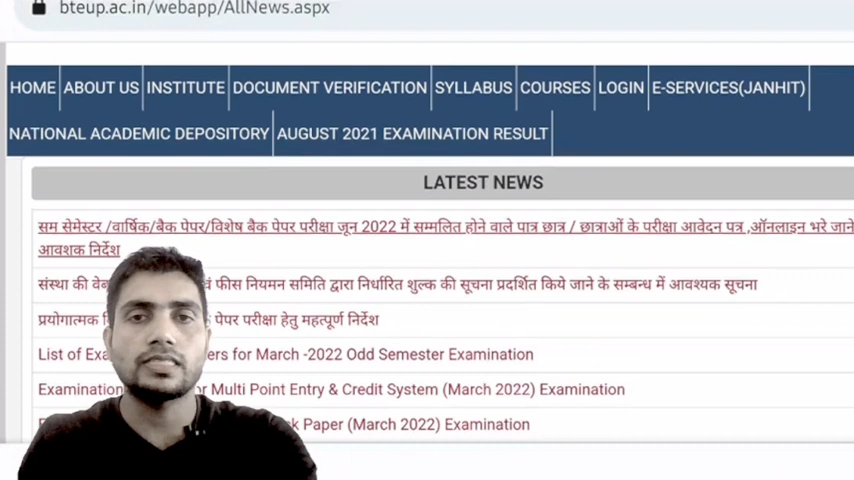 bteup.ac.in/webapp/AllNews.aspx
HOME ABOUT US INSTITUTE DOCUMENT VERIFICATION SYLLABUS COURSES LOGIN E-SERVICES(JANHIT)
NATIONAL ACADEMIC DEPOSITORY AUGUST 2021 EXAMINATION RESULT
LATEST NEWS
सम सेमेस्टर /वार्षिक/बैक पेपर/विशेष बैक पेपर परीक्षा जून 2022 में सम्मलित होने वाले पात्र छात्र / छात्राओं के परीक्षा आवेदन पत्र ,ऑनलाइन भरे जाने
आवशक निर्देश
संस्था की फीस नियमन समिति द्वारा निर्धारित शुल्क की सूचना प्रदर्शित किये जाने के सम्बन्ध में आवश्यक सूचना
प्रयोगात्मक पेपर परीक्षा हेतु महत्पूर्ण निर्देश
List of for March -2022 Odd Semester Examination
Examination Multi Point Entry & Credit System (March 2022) Examination
Paper (March 2022) Examination